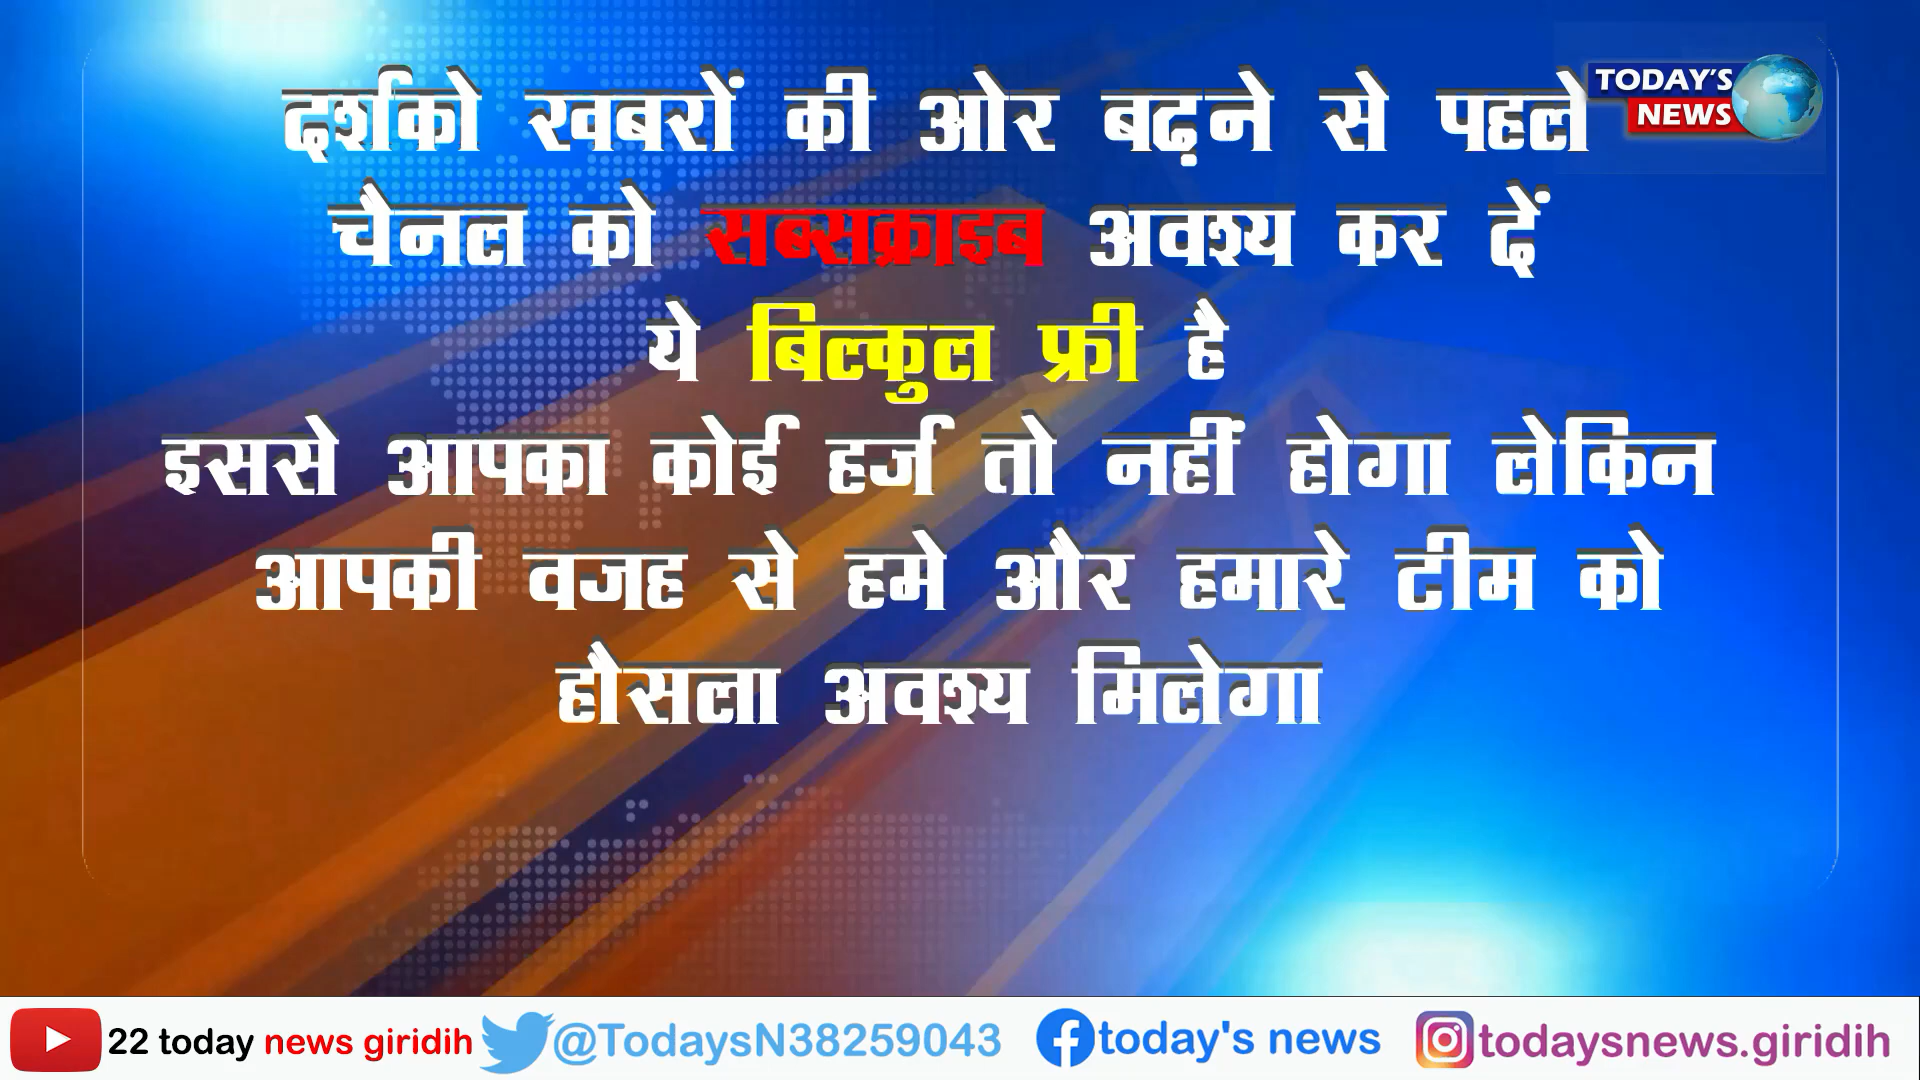 दर्शको खबरों की ओर बढ़ने से पहले
TODAY'S
NEWS
चैनल को सब्सक्राइब अवश्य कर दें
ये बिल्कुल फ्री है
इससे आपका कोई हर्ज तो नहीं होगा लेकिन
आपकी वजह से हमे और हमारे टीम को
हौसला अवश्य मिलेगा
22 today news giridih @TodaysN38259043 today's news todaysnews.giridih